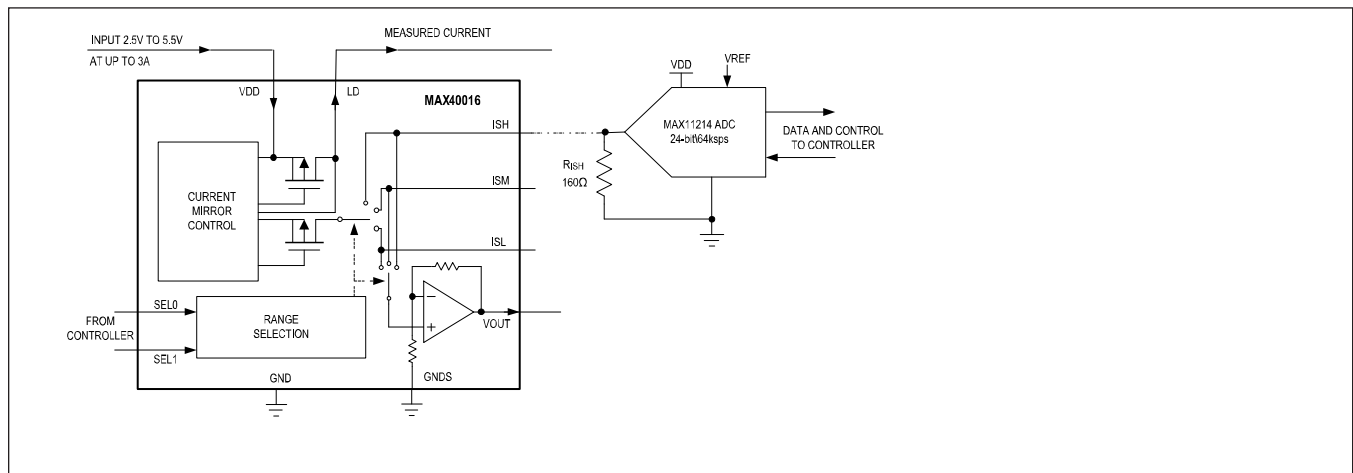 INPUT 2.5V TO 5.5V
AT UP TO 3A
MEASURED CURRENT
VDD
LD
MAX40016
ISH
ISM
ISL
CURRENT
MIRROR
CONTROL
SEL0
FROM
CONTROLLER
SEL1
RANGE
SELECTION
VOUT
GND
GNDS
VDD
VREF
MAX11214 ADC
24-bit\64ksps
DATA AND CONTROL
TO CONTROLLER
RISH
160Ω